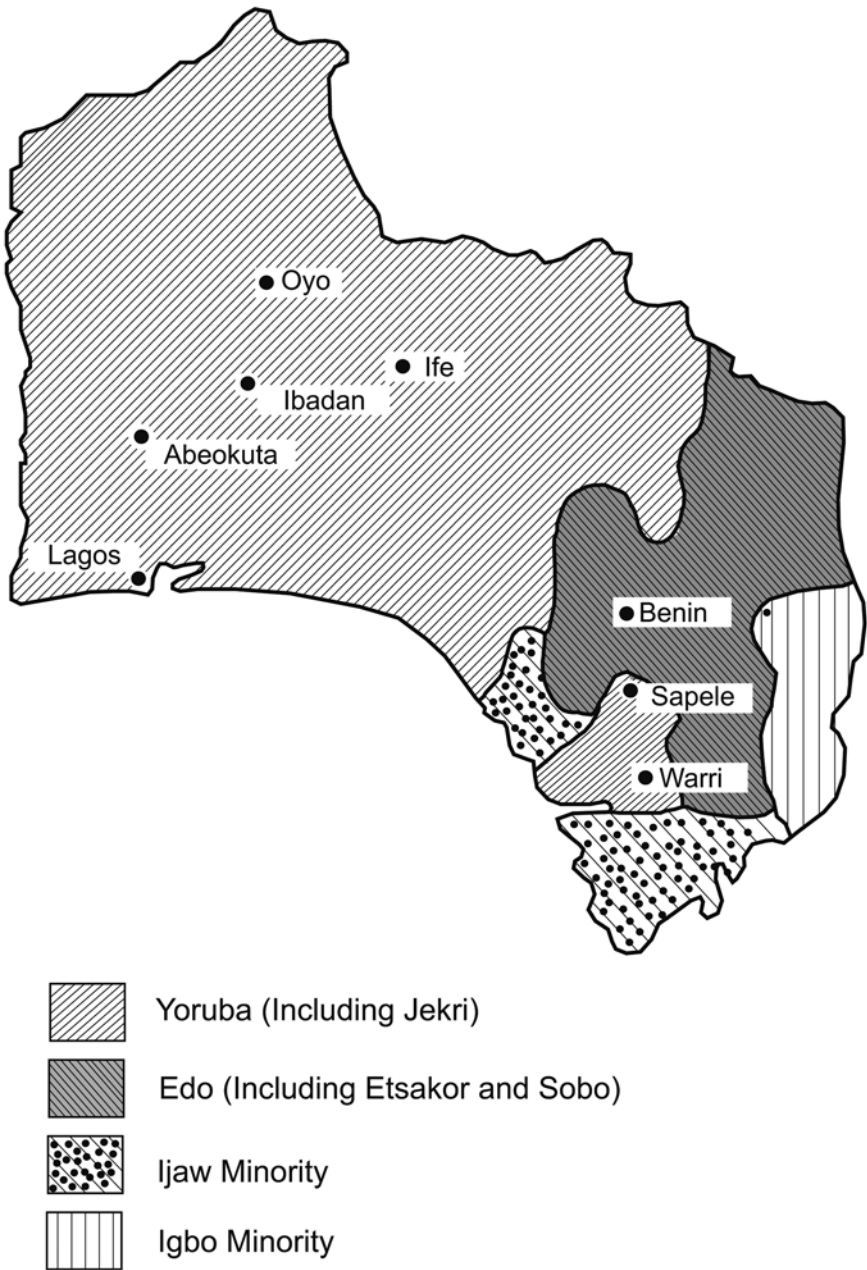 Oyo
Ife
Ibadan
Abeokuta
Lagos
Benin
Sapele
Warri
Yoruba (Including Jekri)
Edo (Including Etsakor and Sobo)
Ijaw Minority
Igbo Minority